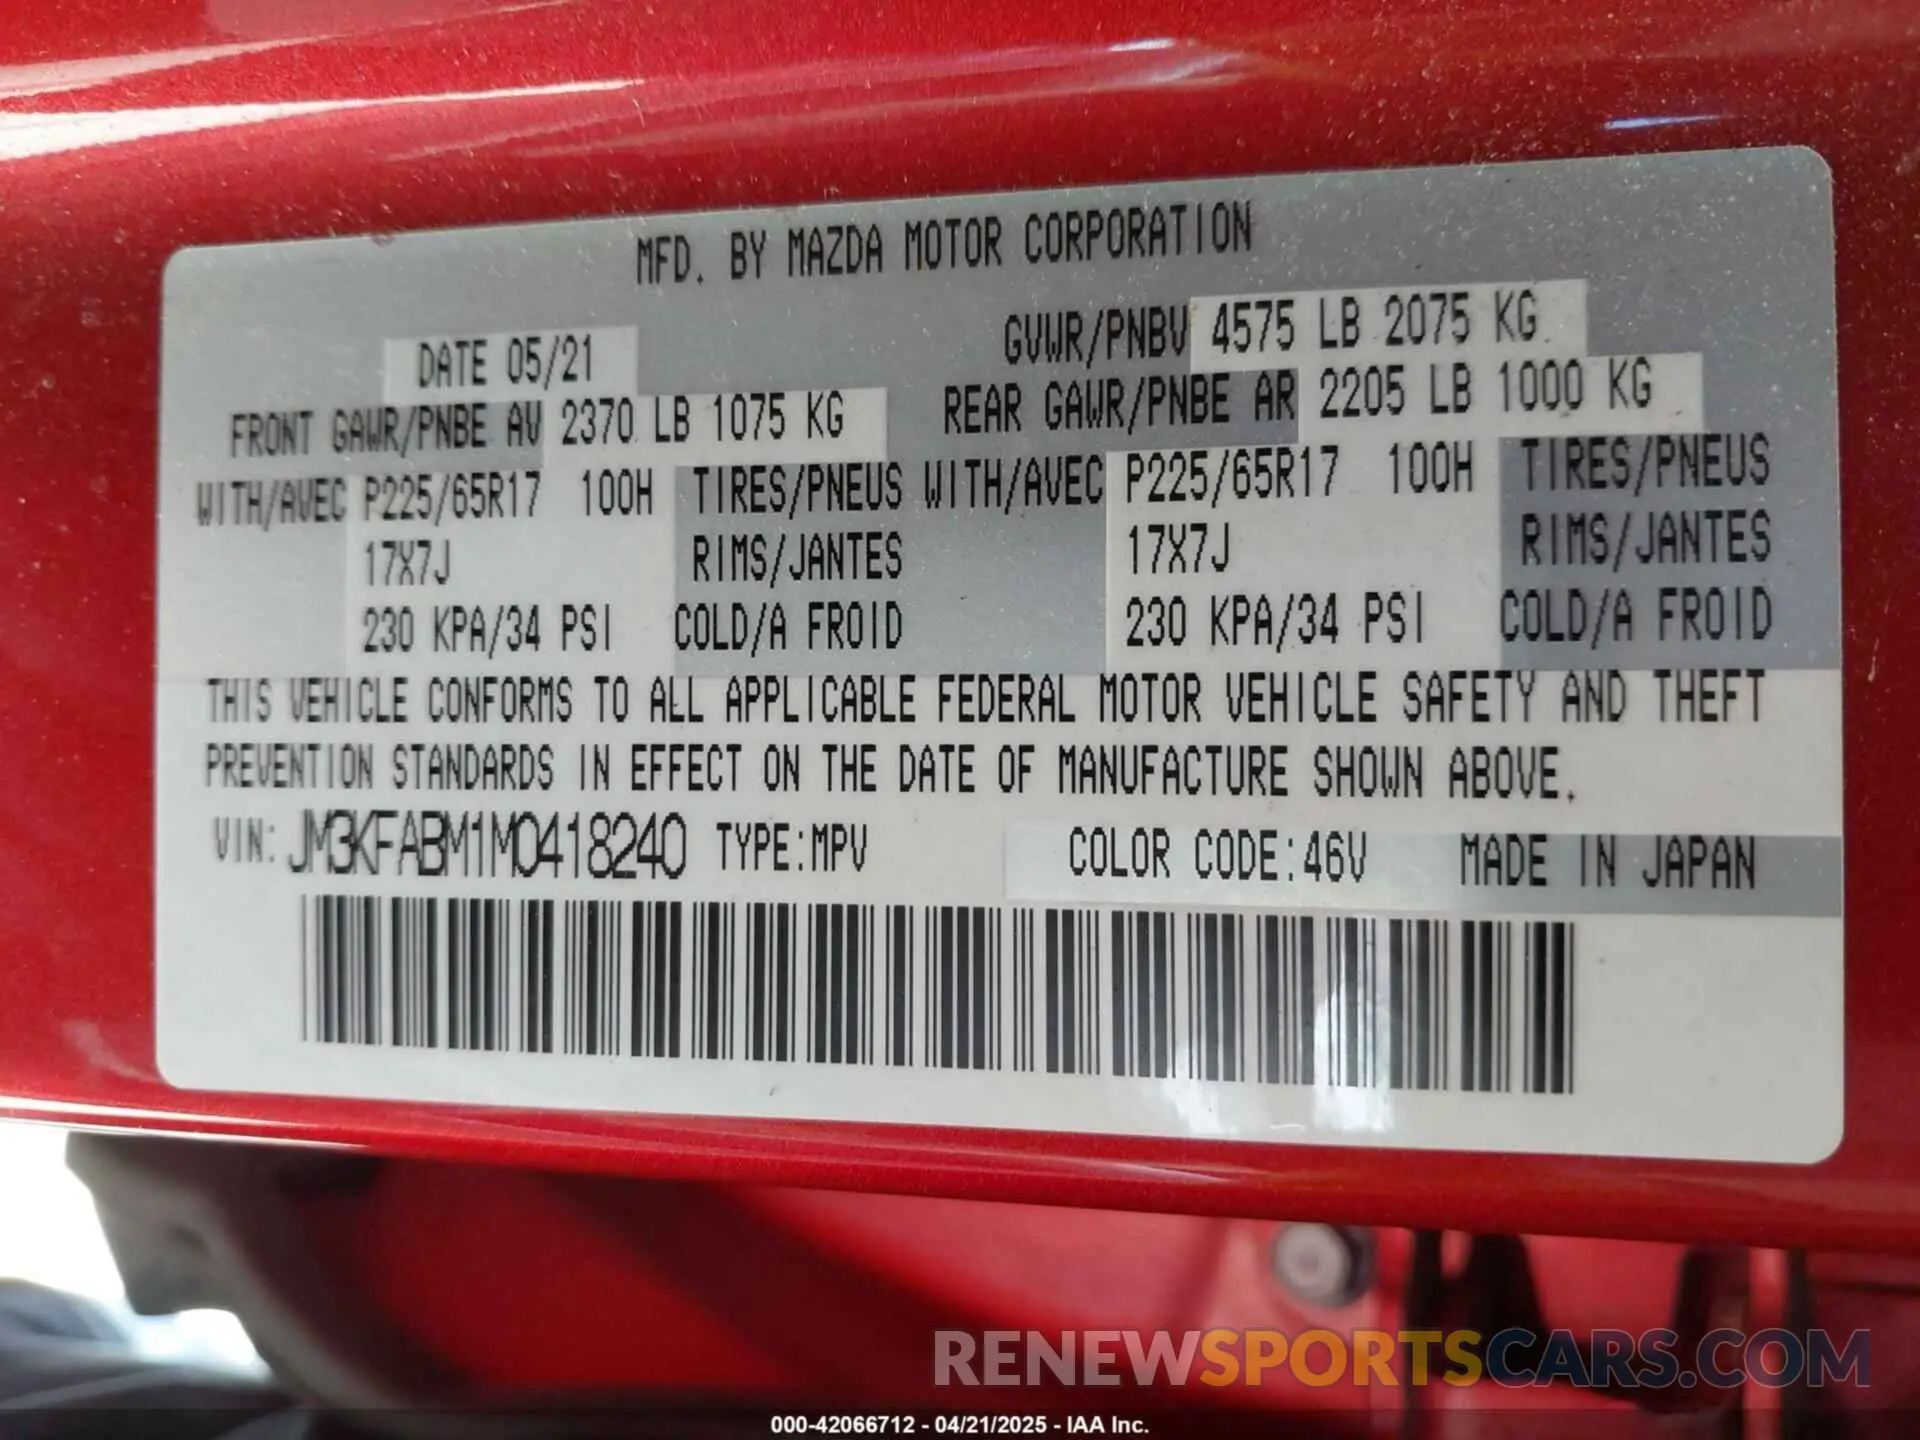 MFD. BY MAZDA MOTOR CORPORATION
DATE 05/21 GVWR/PNBV 4575 LB 2075 KG
FRONT GAWR/PNBE AV 2370 LB 1075 KG REAR GAWR/PNBE AR 2205 LB 1000 KG
WITH/AVEC P225/65R17 100H TIRES/PNEUS WITH/AVEC P225/65R17 100H TIRES/PNEUS
17X7J RIMS/JANTES 17X7J RIMS/JANTES
230 KPA/34 PSI COLD/A FROID 230 KPA/34 PSI COLD/A FROID
THIS VEHICLE CONFORMS TO ALL APPLICABLE FEDERAL MOTOR VEHICLE SAFETY AND THEFT
PREVENTION STANDARDS IN EFFECT ON THE DATE OF MANUFACTURE SHOWN ABOVE.
VIN: JM3KFABM1M0418240 TYPE:MPV COLOR CODE:46V MADE IN JAPAN
RENEWSPORTSCARS.COM
000-42066712 - 04/21/2025 - IAA Inc.